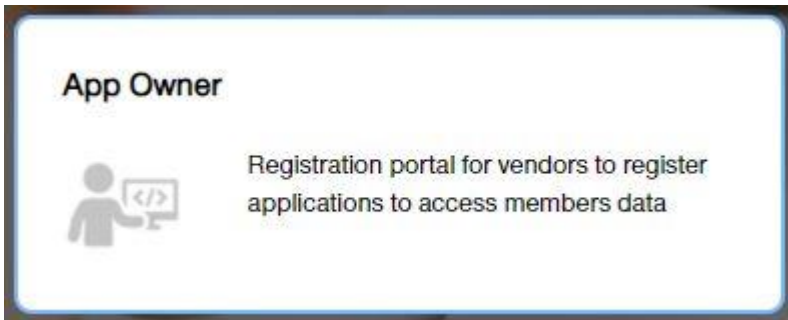 App Owner
</>
Registration portal for vendors to register
applications to access members data